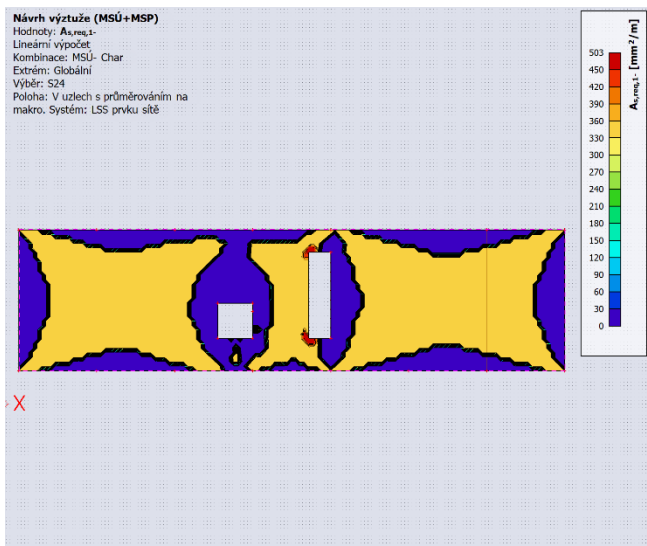 Návrh výztuže (MSÚ+MSP)
Hodnoty: As,req,1-
Lineární výpočet
Kombinace: MSÚ- Char
Extrém: Globální
Výběr: S24
Poloha: V uzlech s průměrováním na
makro. Systém: LSS prvku sítě
503
450
420
390
360
330
300
270
240
210
180
150
120
90
60
30
0
As,req,1- [mm²/m]
X